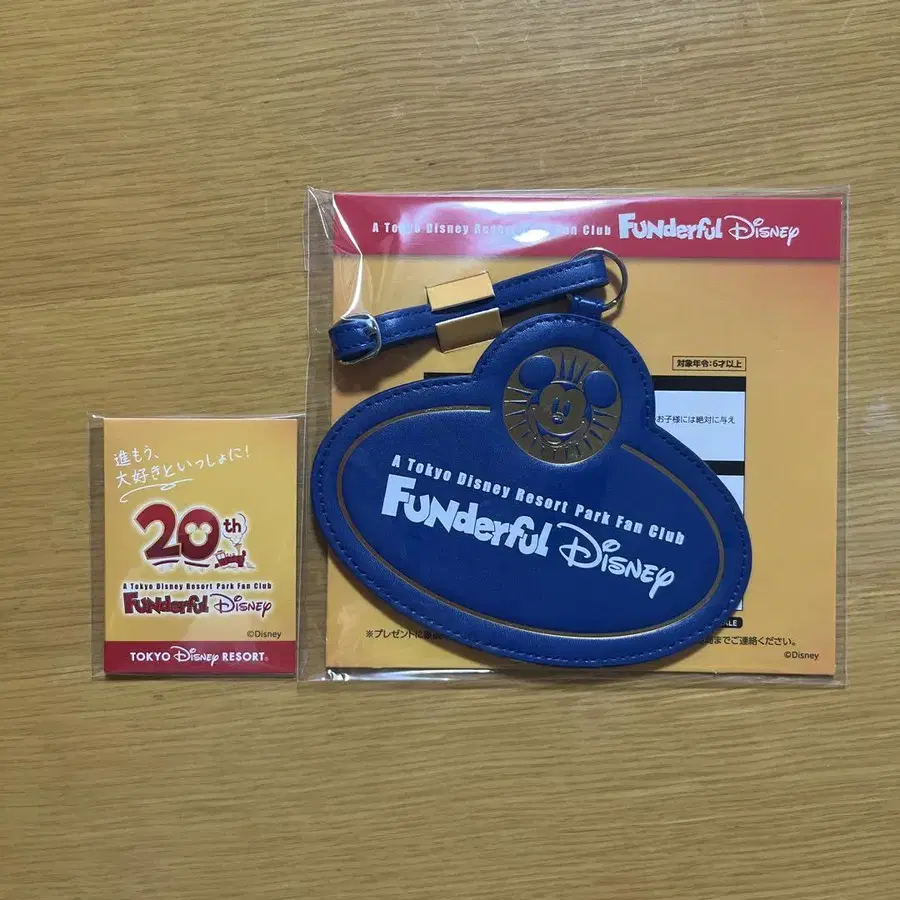 進もう、
大好きといっしょに!
20th
A Tokyo Disney Resort Park Fan Club
FUNderful Disney
©Disney
TOKYO Disney RESORT®
A Tokyo Disney Resort Fan Club FUNderful Disney
対象年令:6才以上
お子様には絶対に与え
A Tokyo Disney Resort Park Fan Club
FUNderful Disney
※プレゼントに
までご連絡ください。
©Disney